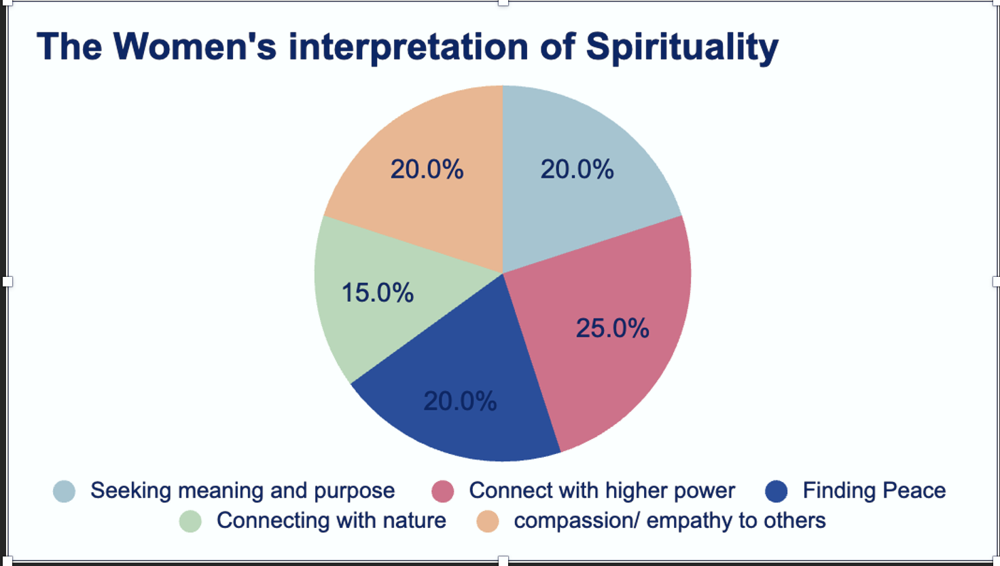 The Women's interpretation of Spirituality
20.0% 20.0%
15.0%
25.0%
20.0%
Seeking meaning and purpose Connect with higher power Finding Peace
Connecting with nature compassion/ empathy to others